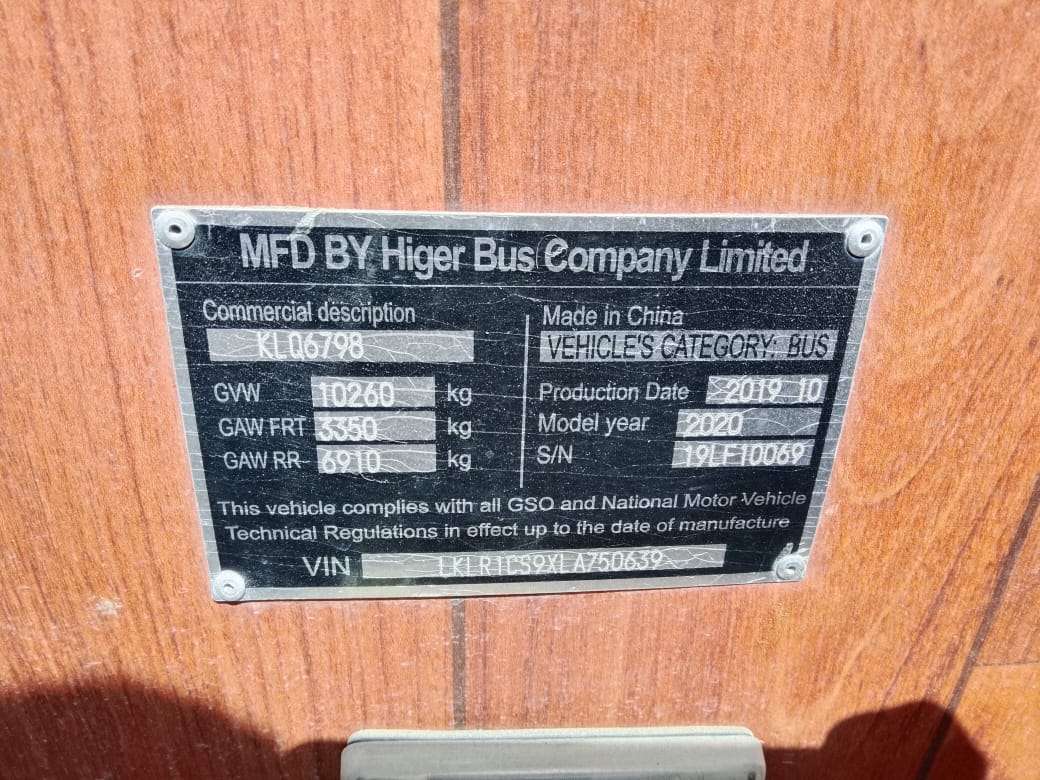 MFD BY Higer Bus Company Limited
Commercial description
KLQ6798
GVW 10260 kg
GAW FRT 3350 kg
GAW RR 6910 kg
Made in China
VEHICLE'S CATEGORY: BUS
Production Date 2019 10
Model year 2020
S/N 19LF10069
This vehicle complies with all GSO and National Motor Vehicle
Technical Regulations in effect up to the date of manufacture
VIN LKLR1CS9XLA750639